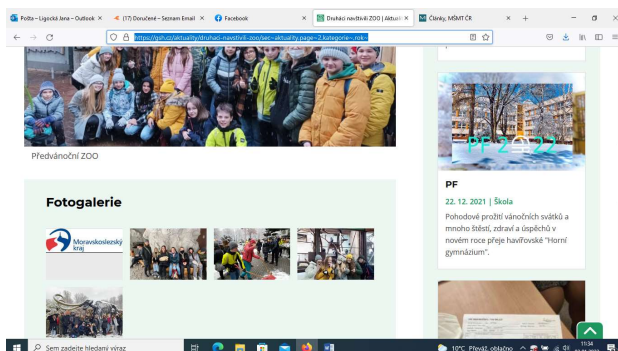 Pošta – Ligocká Jana – Outlook
(17) Doručené – Seznam Email
Facebook
Druháci navštívili ZOO | Aktuali
Články, MŠMT ČR
https://gsh.cz/aktuality/druhaci-navstivili-zoo/sec=aktuality,page=2,kategorie=,rok=
Předvánoční ZOO
Fotogalerie
Moravskoslezský
kraj
PF 2022
PF
22. 12. 2021 | Škola
Pohodové prožití vánočních svátků a
mnoho štěstí, zdraví a úspěchů v
novém roce přeje havířovské "Horní
gymnázium".
Sem zadejte hledaný výraz
10°C Převáž. oblačno
11:34